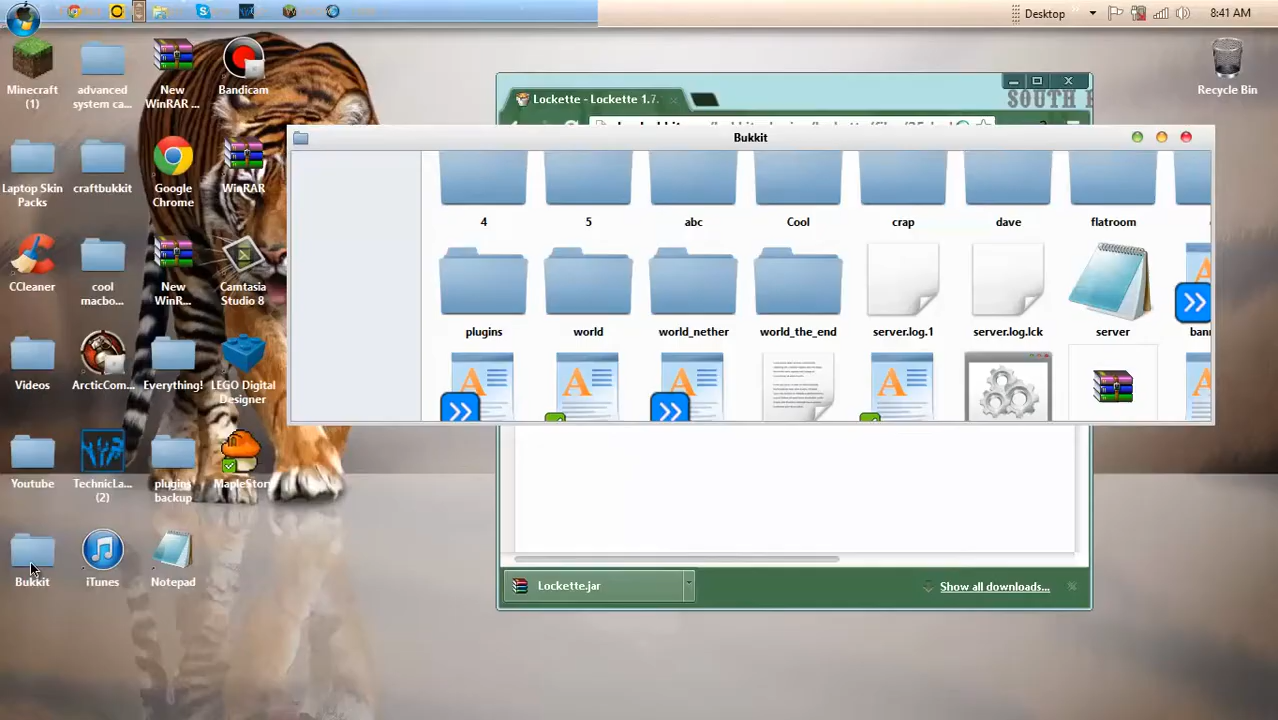 Desktop
8:41 AM
Minecraft
(1)
advanced
system ca...
New
WinRAR ...
Bandicam
Recycle Bin
Laptop Skin
Packs
craftbukkit
Google
Chrome
WinRAR
CCleaner
cool
macbo...
New
WinR...
Camtasia
Studio 8
Videos
ArcticCom...
Everything!
LEGO Digital
Designer
Youtube
TechnicLa...
(2)
plugins
backup
MapleStory
Bukkit
iTunes
Notepad
Lockette - Lockette 1.7.
SOUTH
Bukkit
4
5
abc
Cool
crap
dave
flatroom
plugins
world
world_nether
world_the_end
server.log.1
server.log.lck
server
Lockette.jar
Show all downloads...